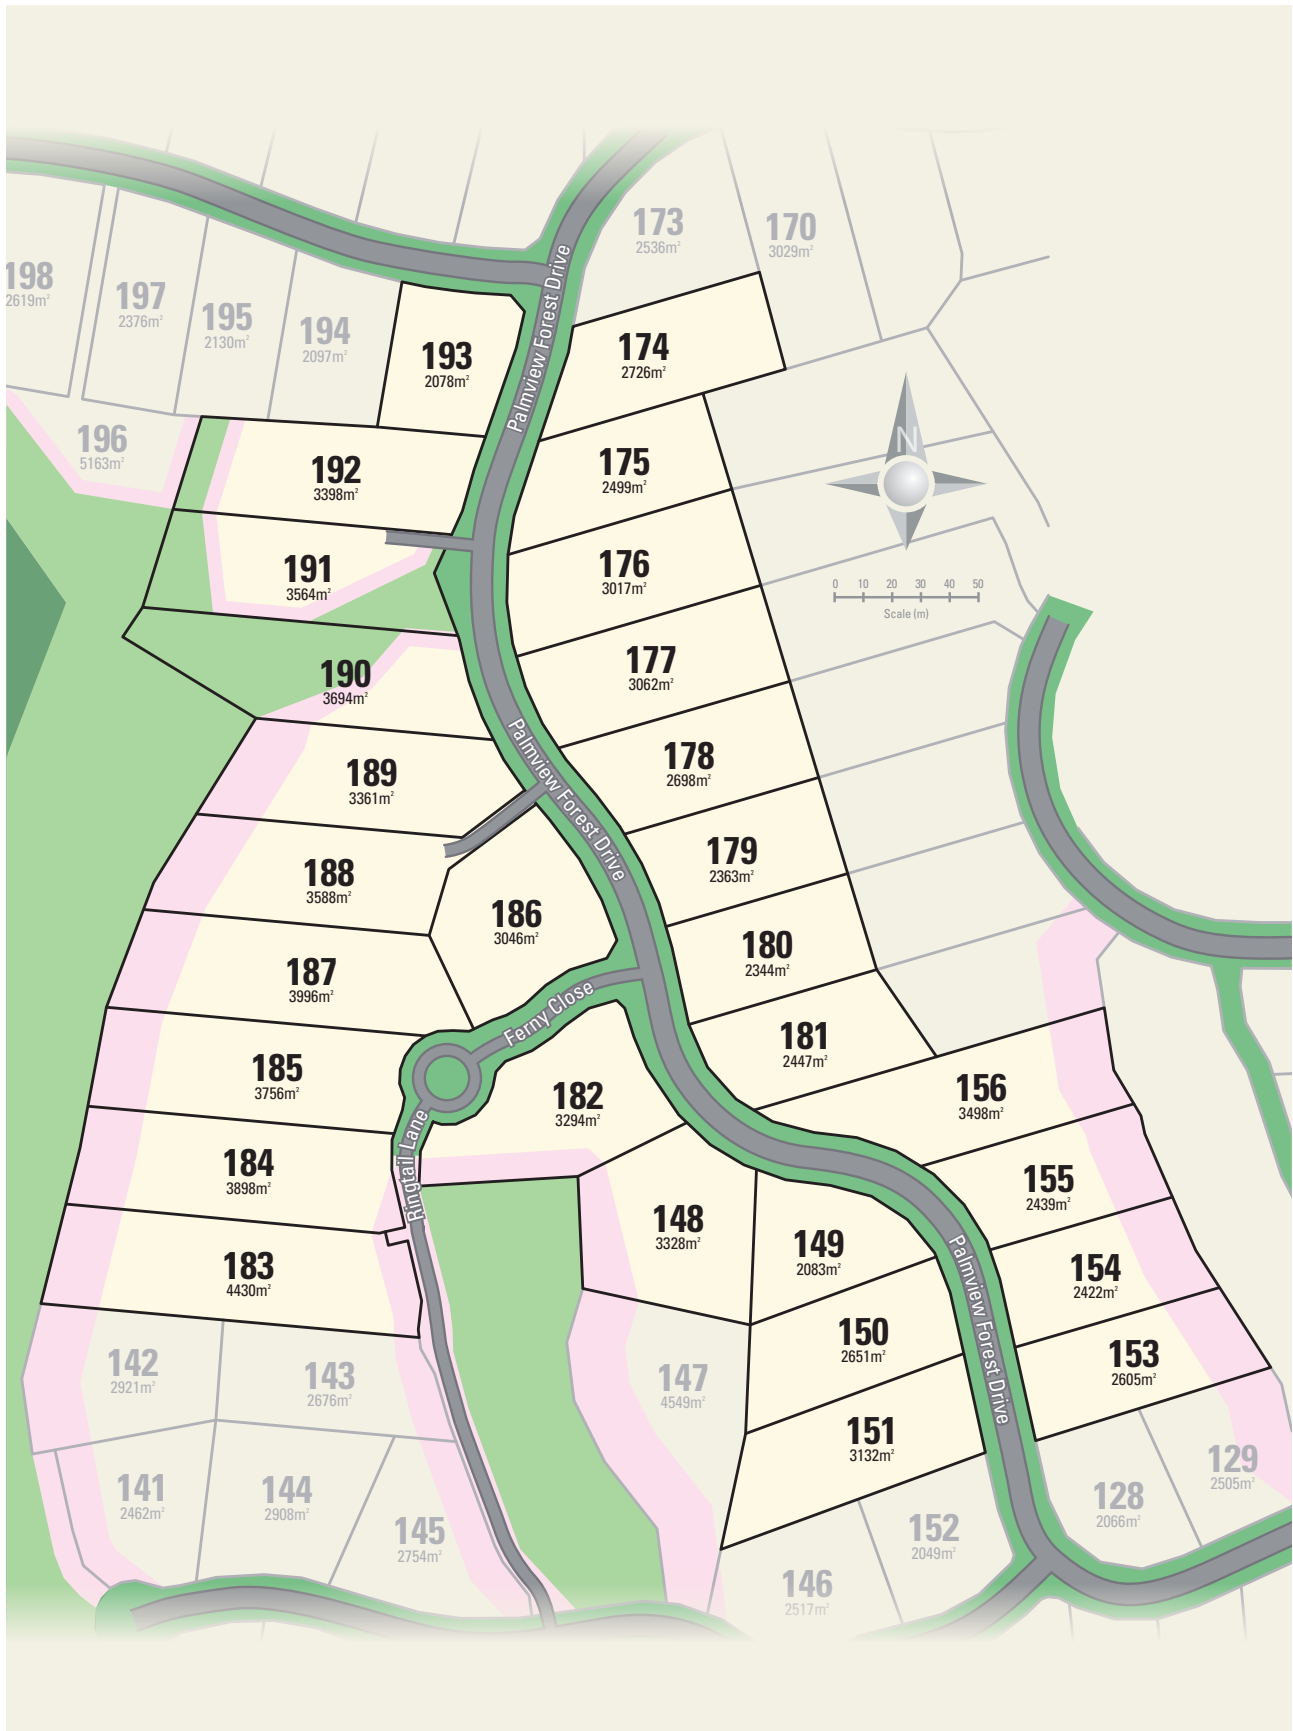 173
2536m²
170
3029m²
198
2619m²
197
2376m²
195
2130m²
194
2097m²
193
2078m²
Palmview Forest Drive
174
2726m²
196
5163m²
192
3398m²
175
2499m²
N
191
3564m²
176
3017m²
0 10 20 30 40 50
Scale (m)
190
3694m²
177
3062m²
189
3361m²
Palmview Forest Drive
178
2698m²
188
3588m²
179
2363m²
186
3046m²
187
3996m²
180
2344m²
Ferny Close
181
2447m²
185
3756m²
182
3294m²
156
3498m²
Ringtail Lane
184
3898m²
155
2439m²
148
3328m²
149
2083m²
183
4430m²
154
2422m²
Palmview Forest Drive
150
2651m²
153
2605m²
142
2921m²
143
2676m²
147
4549m²
151
3132m²
129
2505m²
141
2462m²
144
2908m²
128
2066m²
145
2754m²
152
2049m²
146
2517m²